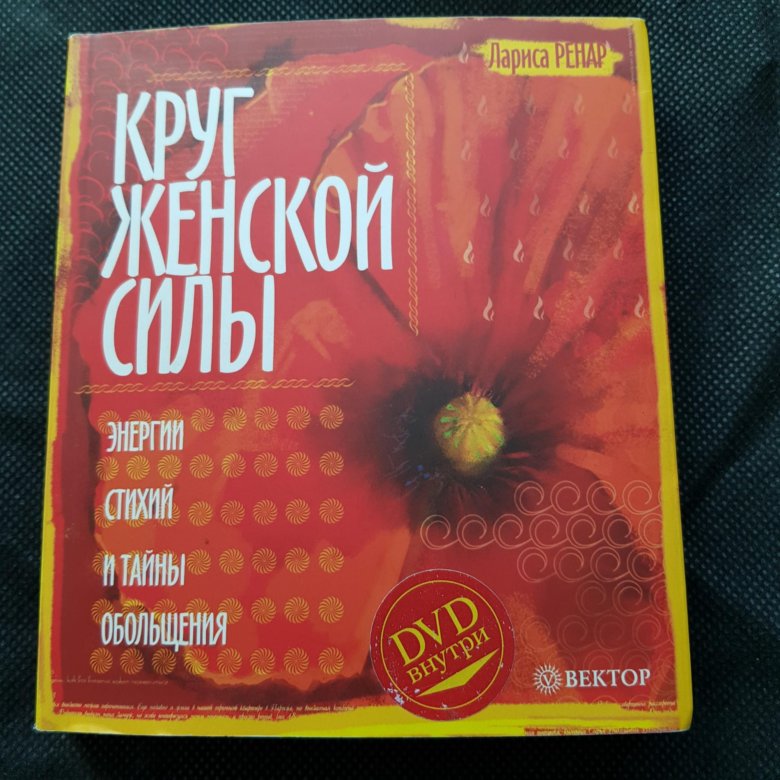 Лариса РЕНАР
КРУГ
ЖЕНСКОЙ
СИЛЫ
ЭНЕРГИИ
СТИХИЙ
И ТАЙНЫ
ОБОЛЬЩЕНИЯ
DVD
внутри
ВЕКТОР